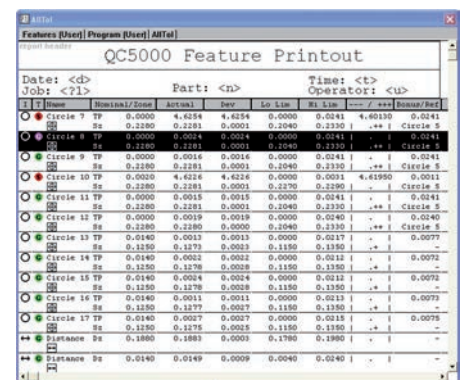 AllTol
Features (User) Program (User) AllTol
report header
QC5000 Feature Printout
Date: <d> Time: <t>
Job: <?1> Part: <n> Operator: <u>
I T Name Nominal/Zone Actual Dev Lo Lim Hi Lim --- / +++ Bonus/Ref
Circle 7 TP 0.0000 4.6254 4.6254 0.0000 0.0241 4.60130 0.0241
Sz 0.2280 0.2281 0.0001 0.2040 0.2330 | .++ | Circle 5
Circle 8 TP 0.0000 0.0024 0.0024 0.0000 0.0241 | . | 0.0241
Sz 0.2280 0.2281 0.0001 0.2040 0.2330 | .++ | Circle 5
Circle 9 TP 0.0000 0.0016 0.0016 0.0000 0.0241 | . | 0.0241
Sz 0.2280 0.2281 0.0001 0.2040 0.2330 | .++ | Circle 5
Circle 10 TP 0.0020 4.6226 4.6226 0.0000 0.0031 4.61950 0.0011
Sz 0.2280 0.2281 0.0001 0.2270 0.2290 | . | Circle 5
Circle 11 TP 0.0000 0.0015 0.0015 0.0000 0.0241 | . | 0.0241
Sz 0.2280 0.2281 0.0001 0.2040 0.2330 | .++ | Circle 5
Circle 12 TP 0.0000 0.0019 0.0019 0.0000 0.0240 | . | 0.0240
Sz 0.2280 0.2280 0.0000 0.2040 0.2330 | .++ | Circle 5
Circle 13 TP 0.0140 0.0013 0.0013 0.0000 0.0217 | . | 0.0077
Sz 0.1250 0.1273 0.0023 0.1150 0.1350 | .+ | -
Circle 14 TP 0.0140 0.0022 0.0022 0.0000 0.0212 | . | 0.0072
Sz 0.1250 0.1278 0.0028 0.1150 0.1350 | .+ | -
Circle 15 TP 0.0140 0.0024 0.0024 0.0000 0.0212 | . | 0.0072
Sz 0.1250 0.1278 0.0028 0.1150 0.1350 | .+ | -
Circle 16 TP 0.0140 0.0011 0.0011 0.0000 0.0213 | . | 0.0073
Sz 0.1250 0.1277 0.0027 0.1150 0.1350 | .+ | -
Circle 17 TP 0.0140 0.0027 0.0027 0.0000 0.0215 | . | 0.0075
Sz 0.1250 0.1275 0.0025 0.1150 0.1350 | .+ | -
Distance Dz 0.1880 0.1883 0.0003 0.1780 0.1980 | . |
Distance Dz 0.0140 0.0149 0.0009 0.0040 0.0240 | . |